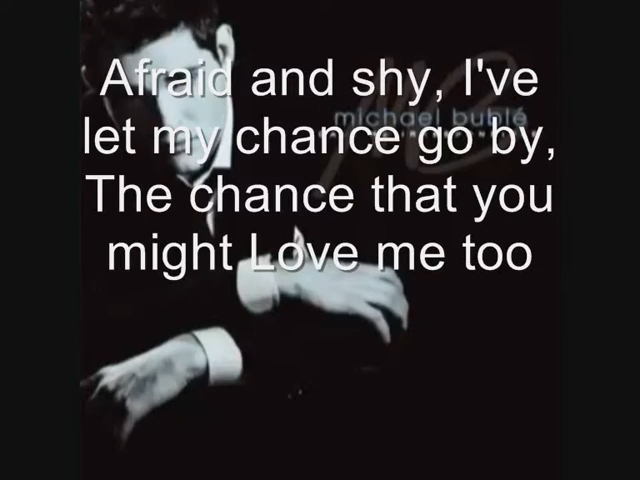 Afraid and shy, I've
michael bublé
let my chance go by,
The chance that you
might Love me too